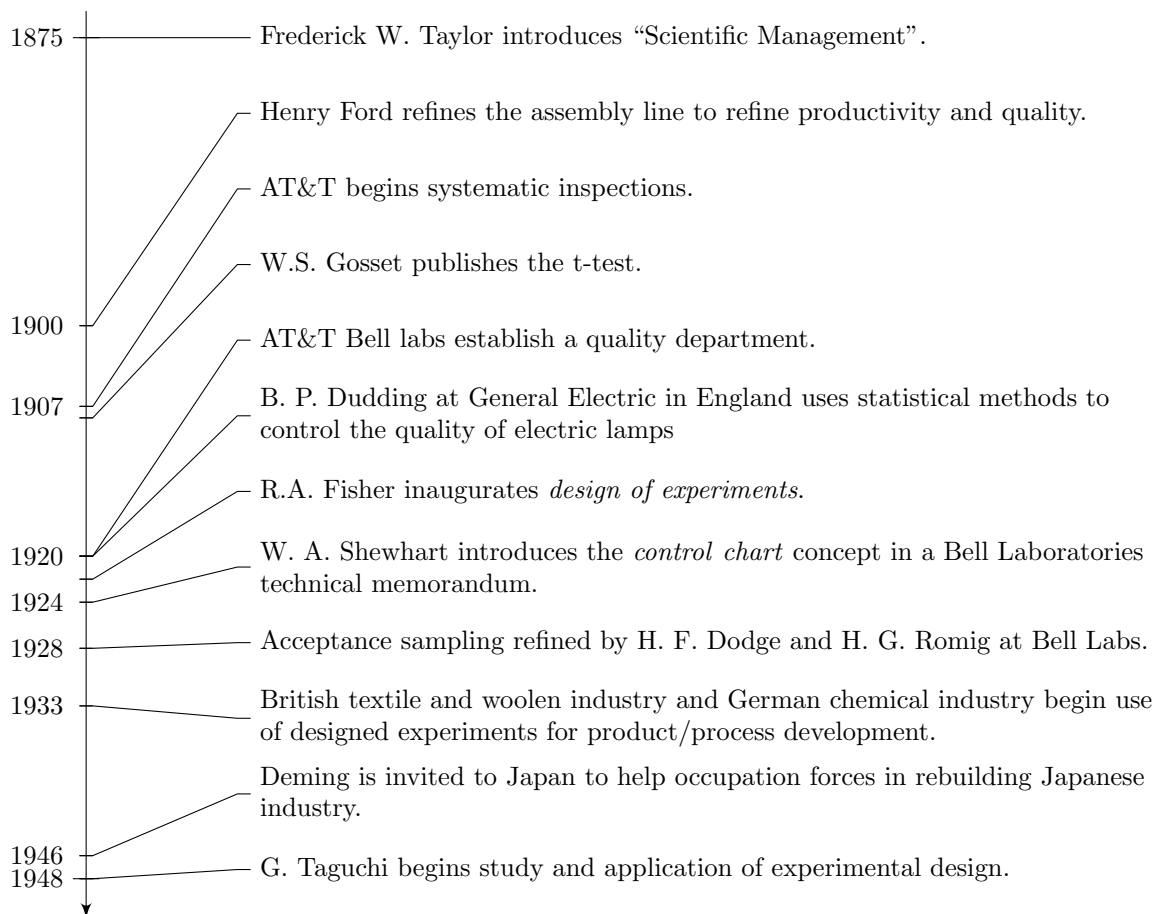 1875 Frederick W. Taylor introduces “Scientific Management”.
Henry Ford refines the assembly line to refine productivity and quality.
AT&T begins systematic inspections.
W.S. Gosset publishes the t-test.
1900
AT&T Bell labs establish a quality department.
1907
B. P. Dudding at General Electric in England uses statistical methods to
control the quality of electric lamps
R.A. Fisher inaugurates design of experiments.
1920
W. A. Shewhart introduces the control chart concept in a Bell Laboratories
technical memorandum.
1924
1928 Acceptance sampling refined by H. F. Dodge and H. G. Romig at Bell Labs.
1933 British textile and woolen industry and German chemical industry begin use
of designed experiments for product/process development.
Deming is invited to Japan to help occupation forces in rebuilding Japanese
industry.
1946
1948 G. Taguchi begins study and application of experimental design.